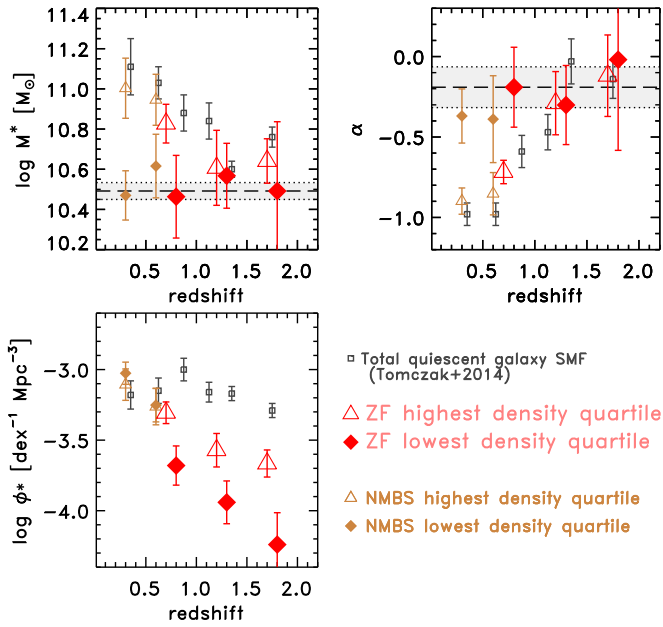 11.4
11.2
11.0
10.8
10.6
10.4
10.2
log M* [M⊙]
0.5 1.0 1.5 2.0
redshift
0.0
−0.5
−1.0
α
0.5 1.0 1.5 2.0
redshift
−3.0
−3.5
−4.0
log ϕ* [dex⁻¹ Mpc⁻³]
0.5 1.0 1.5 2.0
redshift
Total quiescent galaxy SMF
(Tomczak+2014)
ZF highest density quartile
ZF lowest density quartile
NMBS highest density quartile
NMBS lowest density quartile